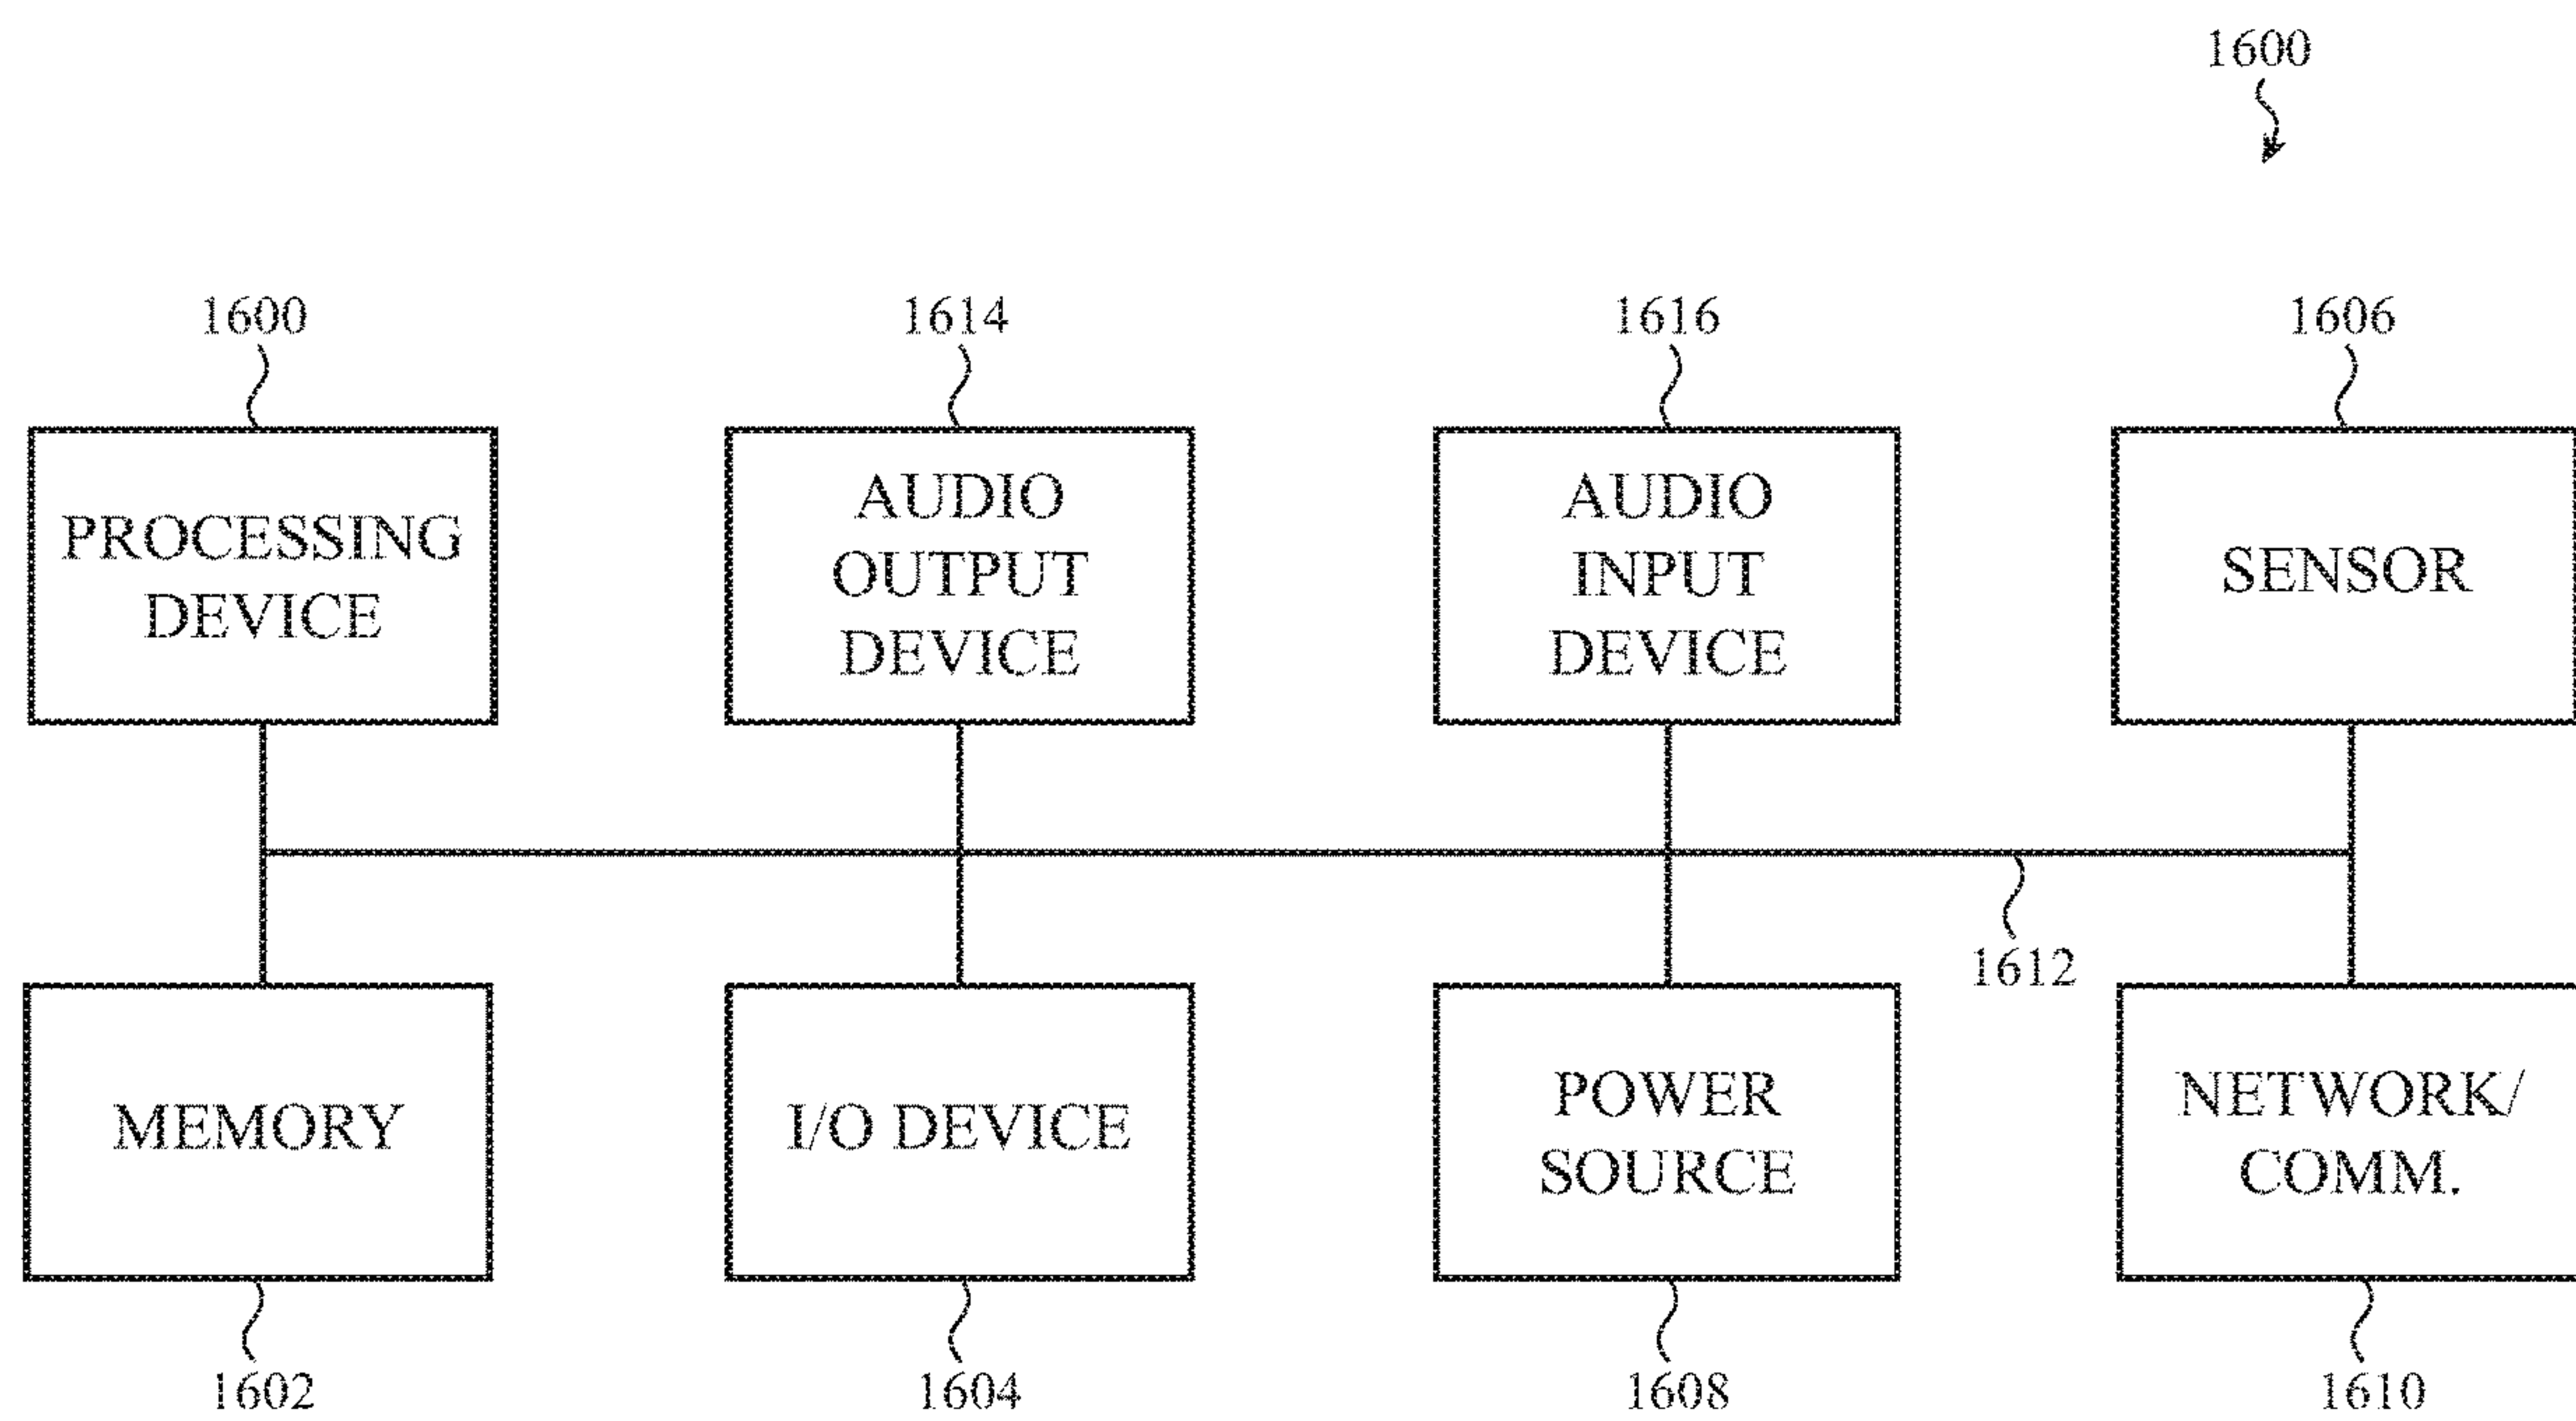 1600
1600
1614
1616
1606
PROCESSING
DEVICE
AUDIO
OUTPUT
DEVICE
AUDIO
INPUT
DEVICE
SENSOR
1612
MEMORY
I/O DEVICE
POWER
SOURCE
NETWORK/
COMM.
1602
1604
1608
1610